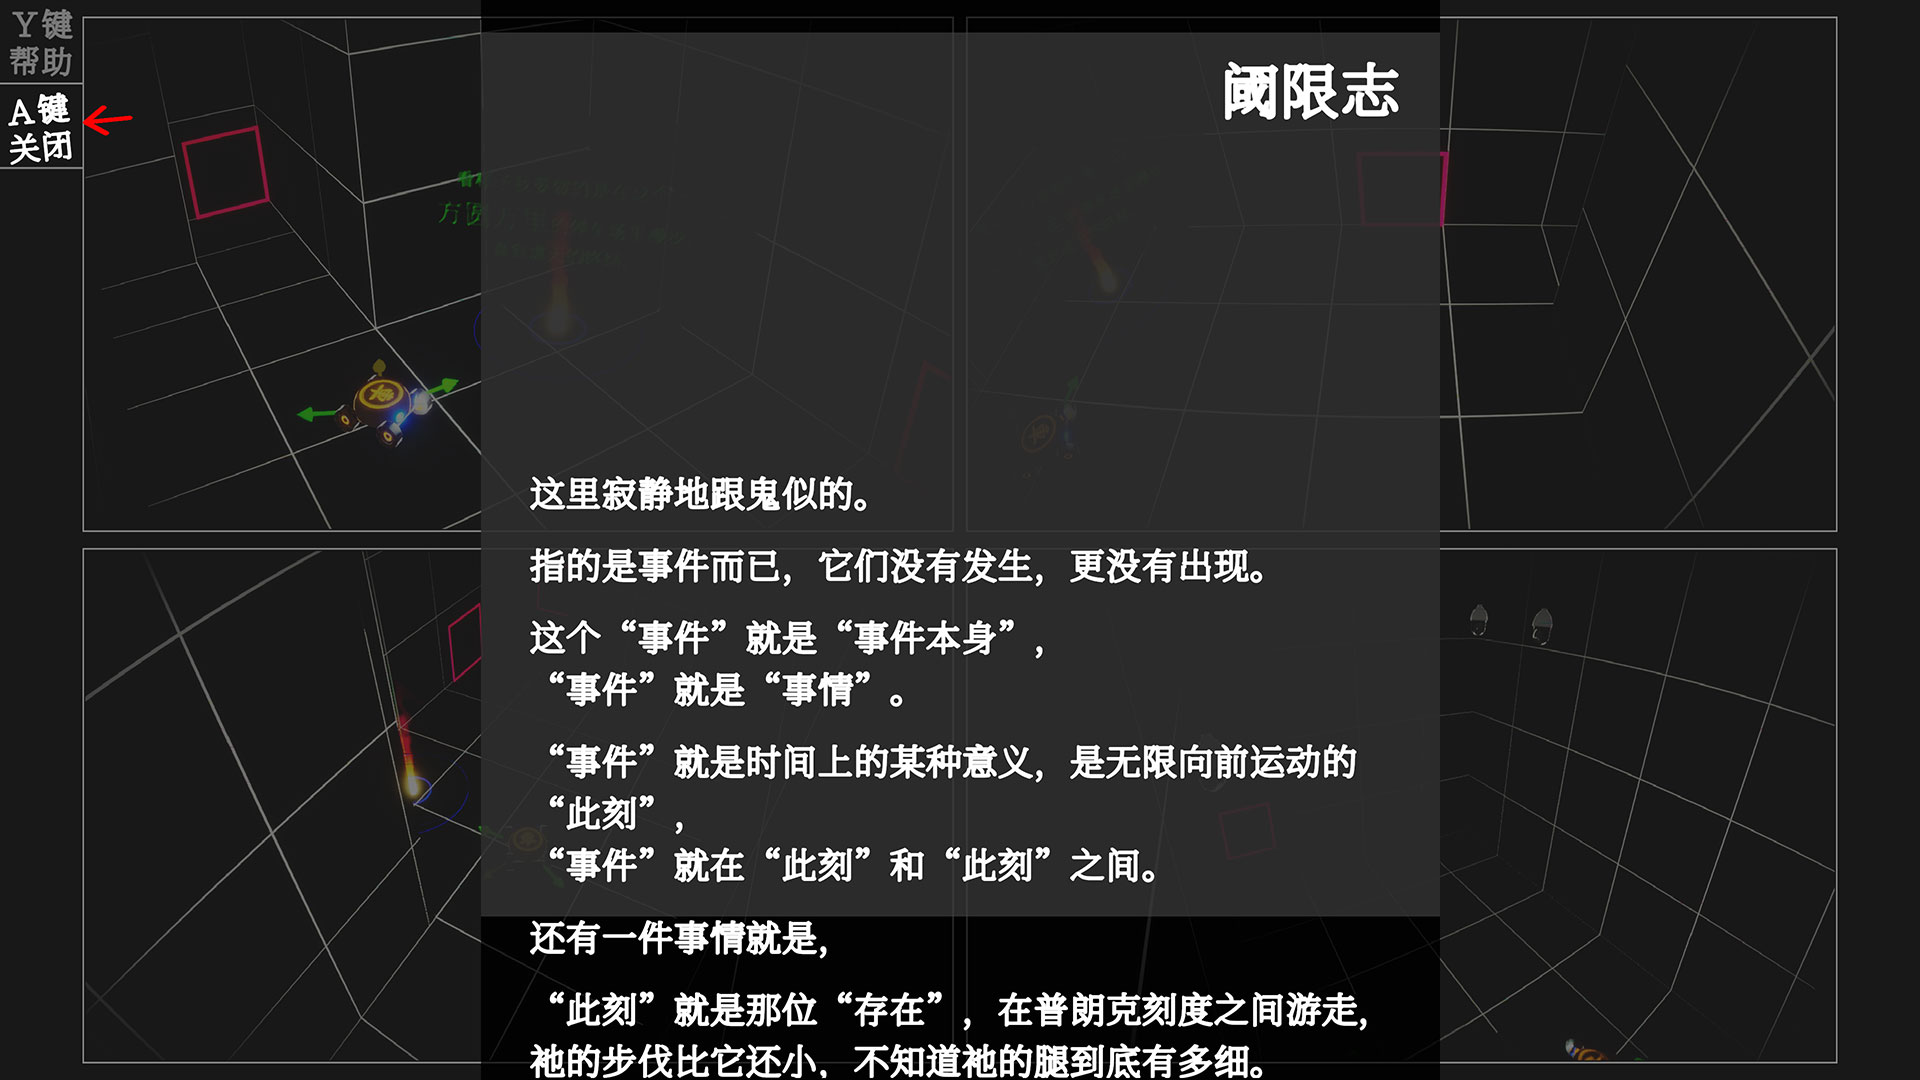 Y键
帮助
A键
关闭
阈限志
这里寂静地跟鬼似的。
指的是事件而已，它们没有发生，更没有出现。
这个“事件”就是“事件本身”，
“事件”就是“事情”。
“事件”就是时间上的某种意义，是无限向前运动的
“此刻”，
“事件”就在“此刻”和“此刻”之间。
还有一件事情就是，
“此刻”就是那位“存在”，在普朗克刻度之间游走，
祂的步伐比它还小，不知道祂的腿到底有多细。